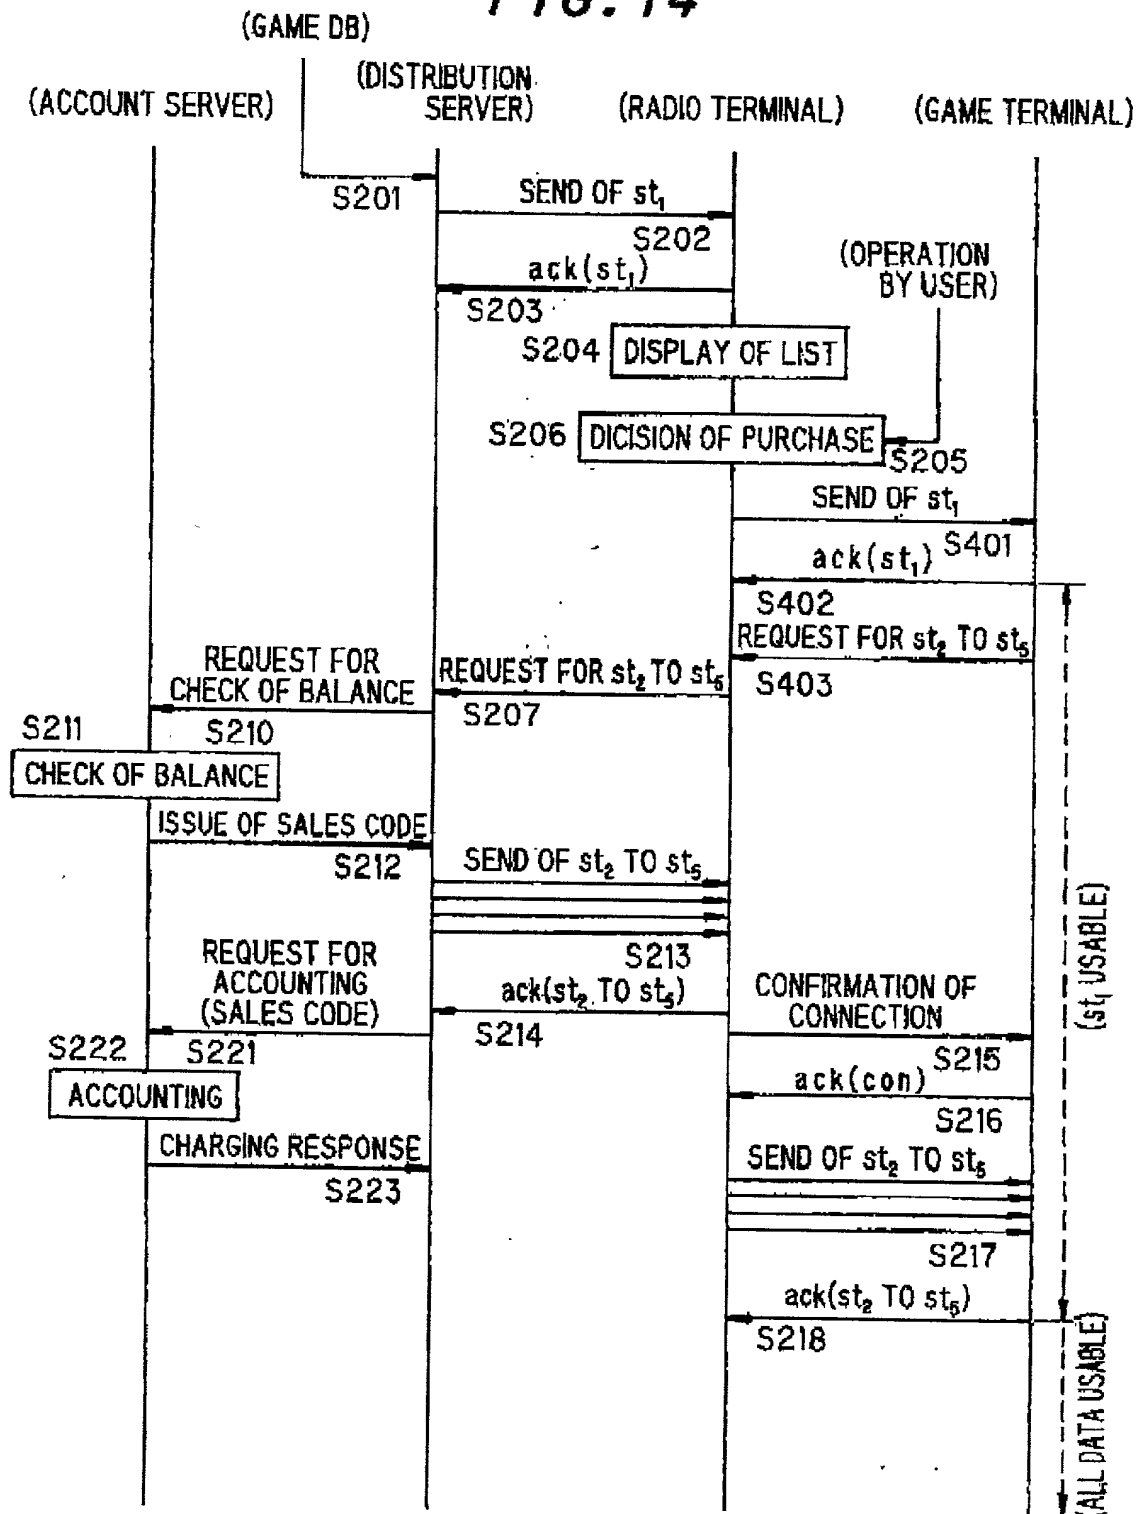 FIG. 14
(GAME DB)
(ACCOUNT SERVER)
(DISTRIBUTION
SERVER)
(RADIO TERMINAL)
(GAME TERMINAL)
S201
SEND OF st₁
S202
ack(st₁)
S203
(OPERATION
BY USER)
S204
DISPLAY OF LIST
S206
DICISION OF PURCHASE
S205
SEND OF st₁
S401
ack(st₁)
S402
REQUEST FOR st₂ TO st₅
S403
REQUEST FOR st₂ TO st₅
S207
REQUEST FOR
CHECK OF BALANCE
S210
S211
CHECK OF BALANCE
ISSUE OF SALES CODE
S212
SEND OF st₂ TO st₅
S213
(st₁ USABLE)
REQUEST FOR
ACCOUNTING
(SALES CODE)
S221
ack(st₂ TO st₅)
S214
CONFIRMATION OF
CONNECTION
S215
S222
ACCOUNTING
ack(con)
S216
CHARGING RESPONSE
S223
SEND OF st₂ TO st₅
S217
ack(st₂ TO st₅)
S218
(ALL DATA USABLE)